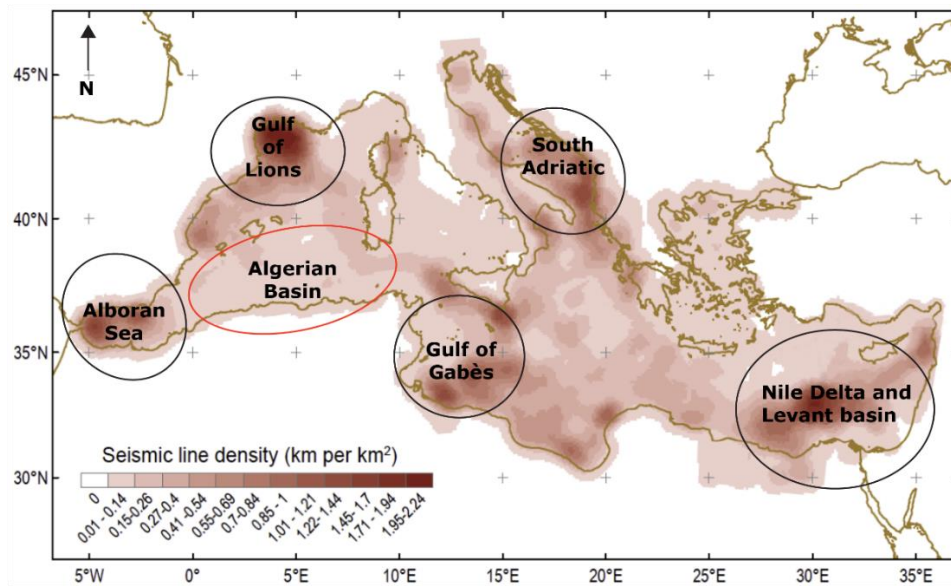 45°N
N
Gulf
of
Lions
South
Adriatic
40°N
Algerian
Basin
Alboran
Sea
35°N
Gulf of
Gabès
Nile Delta and
Levant basin
Seismic line density (km per km²)
30°N
0
0.01 - 0.14
0.15-0.26
0.27-0.4
0.41 -0.54
0.55-0.69
0.7-0.84
0.85 - 1
1.01 -1.21
1.22- 1.44
1.45- 1.7
1.71 -1.94
1.95-2.24
5°W
0°
5°E
10°E
15°E
20°E
25°E
30°E
35°E